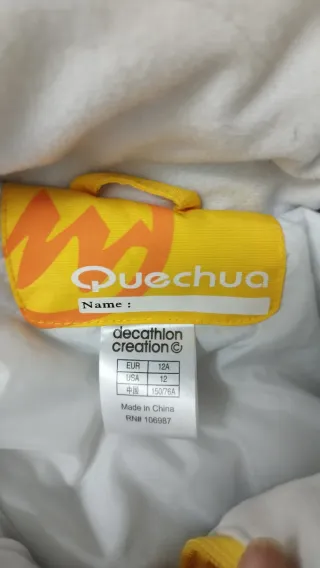 Quechua
Name :
decathlon
creation©
EUR 12A
USA 12
中国 150/76A
Made in China
RN# 106987